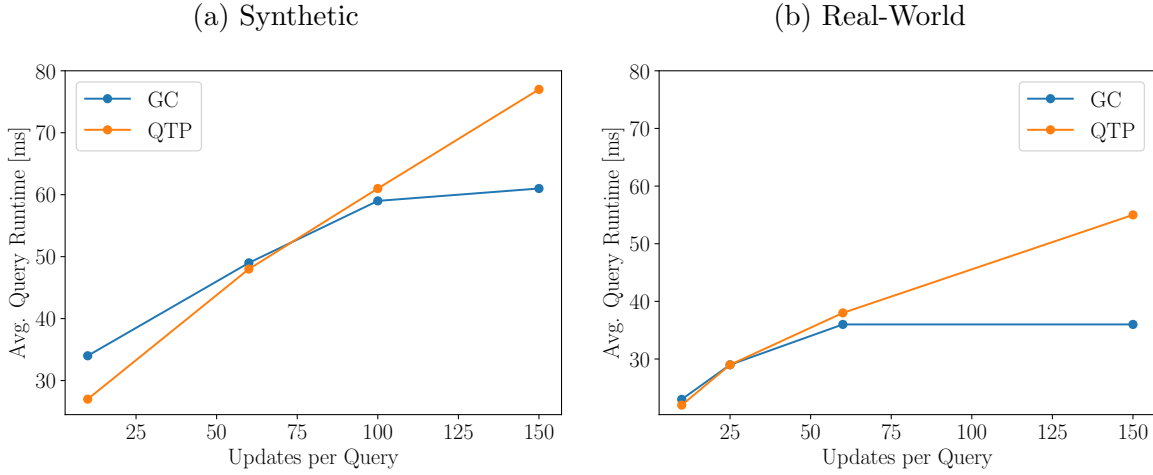 (a) Synthetic
80
70
60
50
40
30
Avg. Query Runtime [ms]
GC
QTP
25
50
75
100
125
150
Updates per Query
(b) Real-World
80
70
60
50
40
30
Avg. Query Runtime [ms]
GC
QTP
25
50
75
100
125
150
Updates per Query